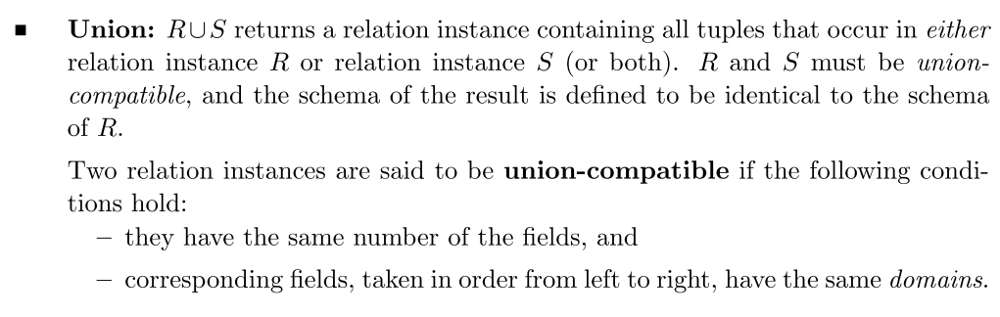 ▪ Union: R∪S returns a relation instance containing all tuples that occur in either
relation instance R or relation instance S (or both). R and S must be union-
compatible, and the schema of the result is defined to be identical to the schema
of R.
Two relation instances are said to be union-compatible if the following condi-
tions hold:
– they have the same number of the fields, and
– corresponding fields, taken in order from left to right, have the same domains.